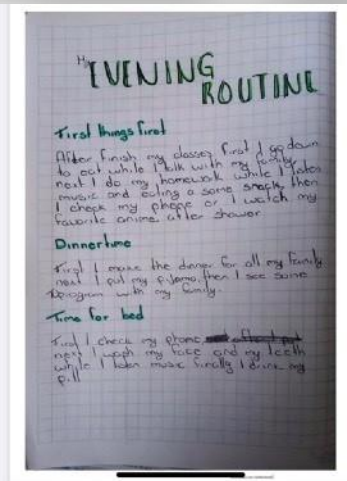 My
EVENING
ROUTINE
First things first
After finish my classes first I go down
to eat while I talk with my family
next I do my homework while I listen
music and eating a some snack, then
I check my phone or I watch my
favorite anime after shower
Dinnertime
First I make the dinner for all my family
next I put my pijama, then I see some
program with my family.
Time for bed
First I check my phone
next I wash my face and my teeth
while I listen music finally I drink my
pill